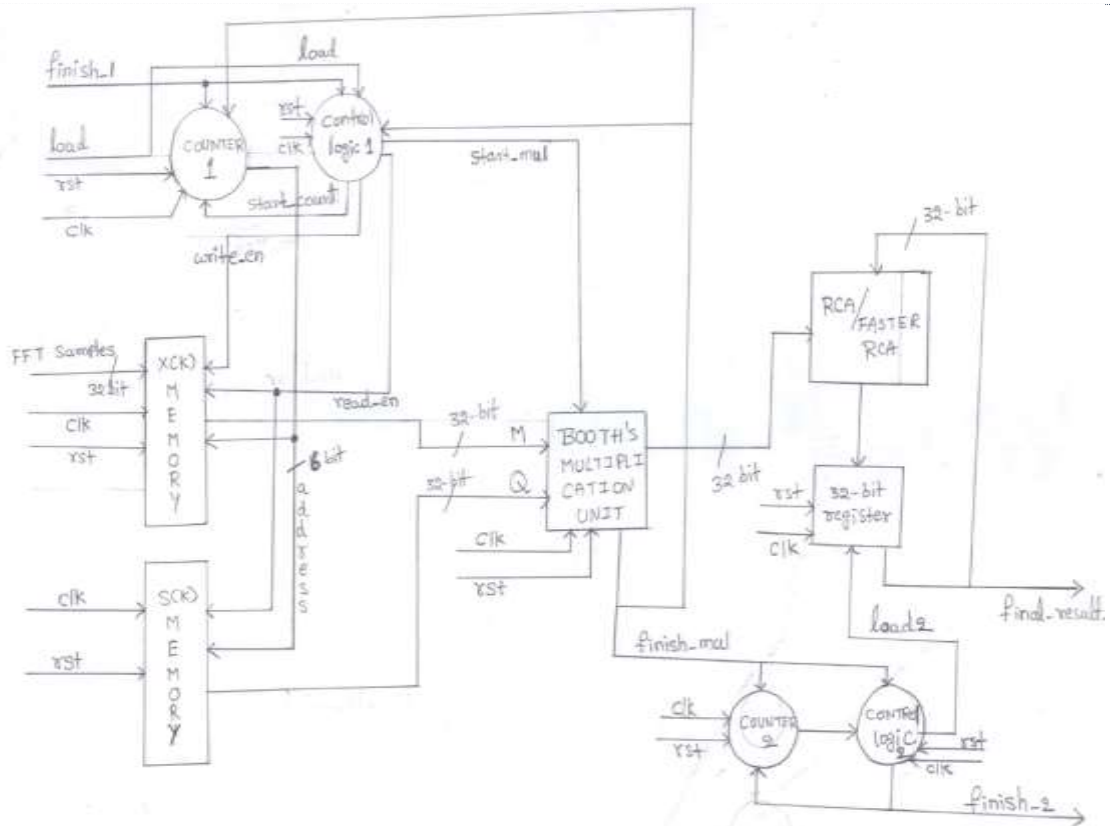 load
finish_1
load
rst
clk
COUNTER
1
rst
clk
Control
logic 1
start_mul
start_count
write_en
FFT Samples
32 bit
clk
rst
X(K)
MEMORY
read_en
6 bit
address
32-bit
M
32-bit
Q
BOOTH'S
MULTIPLI
CATION
UNIT
clk
rst
32 bit
32-bit
RCA/
FASTER
RCA
rst
clk
32-bit
register
final_result
load2
clk
rst
S(K)
MEMORY
finish_mul
clk
rst
COUNTER
2
CONTROL
logic
2
rst
clk
finish_2